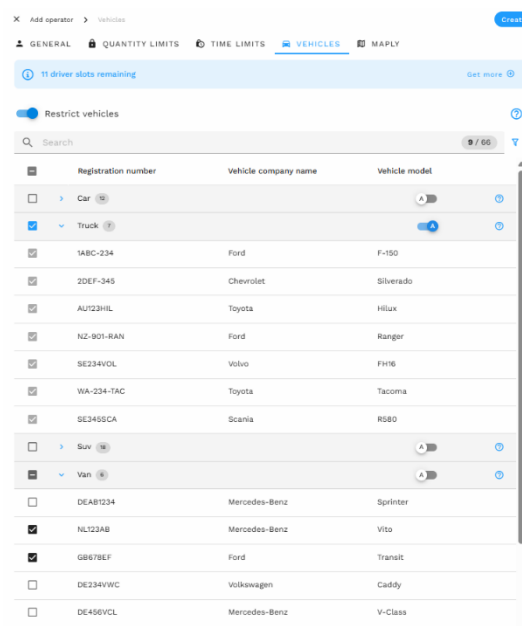 Add operator > Vehicles
Create
GENERAL QUANTITY LIMITS TIME LIMITS VEHICLES MAPLY
11 driver slots remaining Get more
Restrict vehicles
Search 9 / 66
Registration number Vehicle company name Vehicle model
Car 12 A
Truck 7 A
1ABC-234 Ford F-150
2DEF-345 Chevrolet Silverado
AU123HIL Toyota Hilux
NZ-901-RAN Ford Ranger
SE234VOL Volvo FH16
WA-234-TAC Toyota Tacoma
SE345SCA Scania R580
Suv 18 A
Van 6 A
DEA81234 Mercedes-Benz Sprinter
NL123AB Mercedes-Benz Vito
GB678EF Ford Transit
DE234VWC Volkswagen Caddy
DE456VCL Mercedes-Benz V-Class